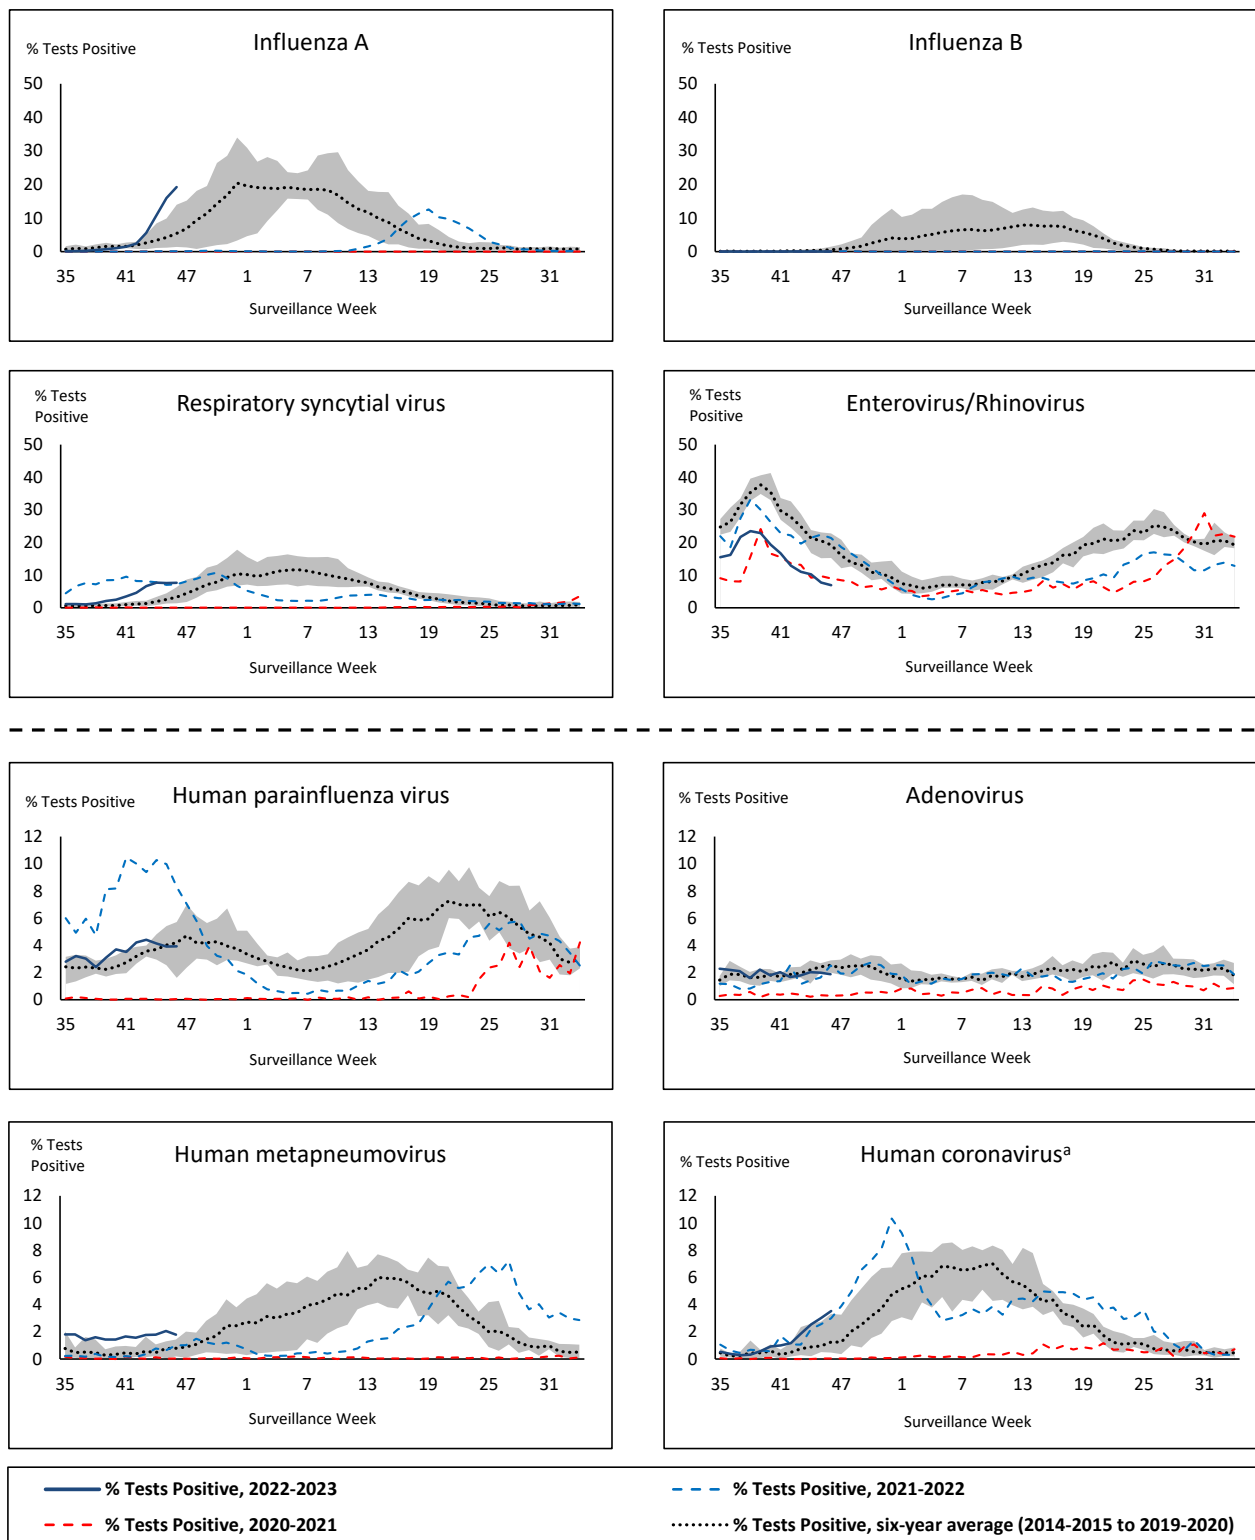 Influenza A
% Tests Positive
50
40
30
20
10
0
35 41 47 1 7 13 19 25 31
Surveillance Week
Influenza B
% Tests Positive
50
40
30
20
10
0
35 41 47 1 7 13 19 25 31
Surveillance Week
Respiratory syncytial virus
% Tests
Positive
50
40
30
20
10
0
35 41 47 1 7 13 19 25 31
Surveillance Week
Enterovirus/Rhinovirus
% Tests
Positive
50
40
30
20
10
0
35 41 47 1 7 13 19 25 31
Surveillance Week
Human parainfluenza virus
% Tests Positive
12
10
8
6
4
2
0
35 41 47 1 7 13 19 25 31
Surveillance Week
Adenovirus
% Tests Positive
12
10
8
6
4
2
0
35 41 47 1 7 13 19 25 31
Surveillance Week
Human metapneumovirus
% Tests
Positive
12
10
8
6
4
2
0
35 41 47 1 7 13 19 25 31
Surveillance Week
Human coronavirusᵃ
% Tests Positive
12
10
8
6
4
2
0
35 41 47 1 7 13 19 25 31
Surveillance Week
% Tests Positive, 2022-2023
% Tests Positive, 2021-2022
% Tests Positive, 2020-2021
% Tests Positive, six-year average (2014-2015 to 2019-2020)